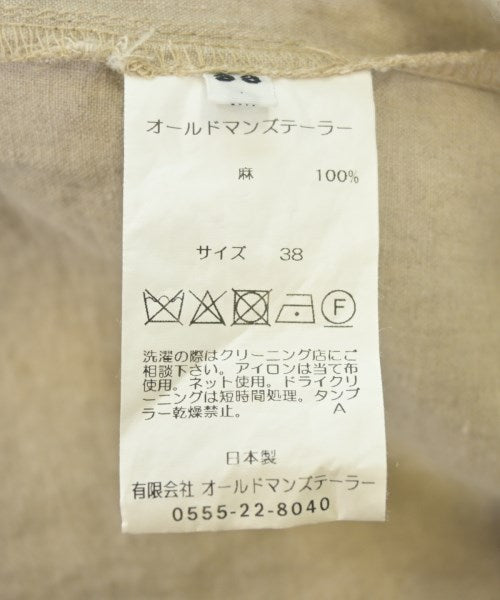 オールドマンズテーラー
麻 100%
サイズ 38
F
洗濯の際はクリーニング店にご
相談下さい。アイロンは当て布
使用。ネット使用。ドライクリ
ーニングは短時間処理。タンブ
ラー乾燥禁止。 A
日本製
有限会社 オールドマンズテーラー
0555-22-8040